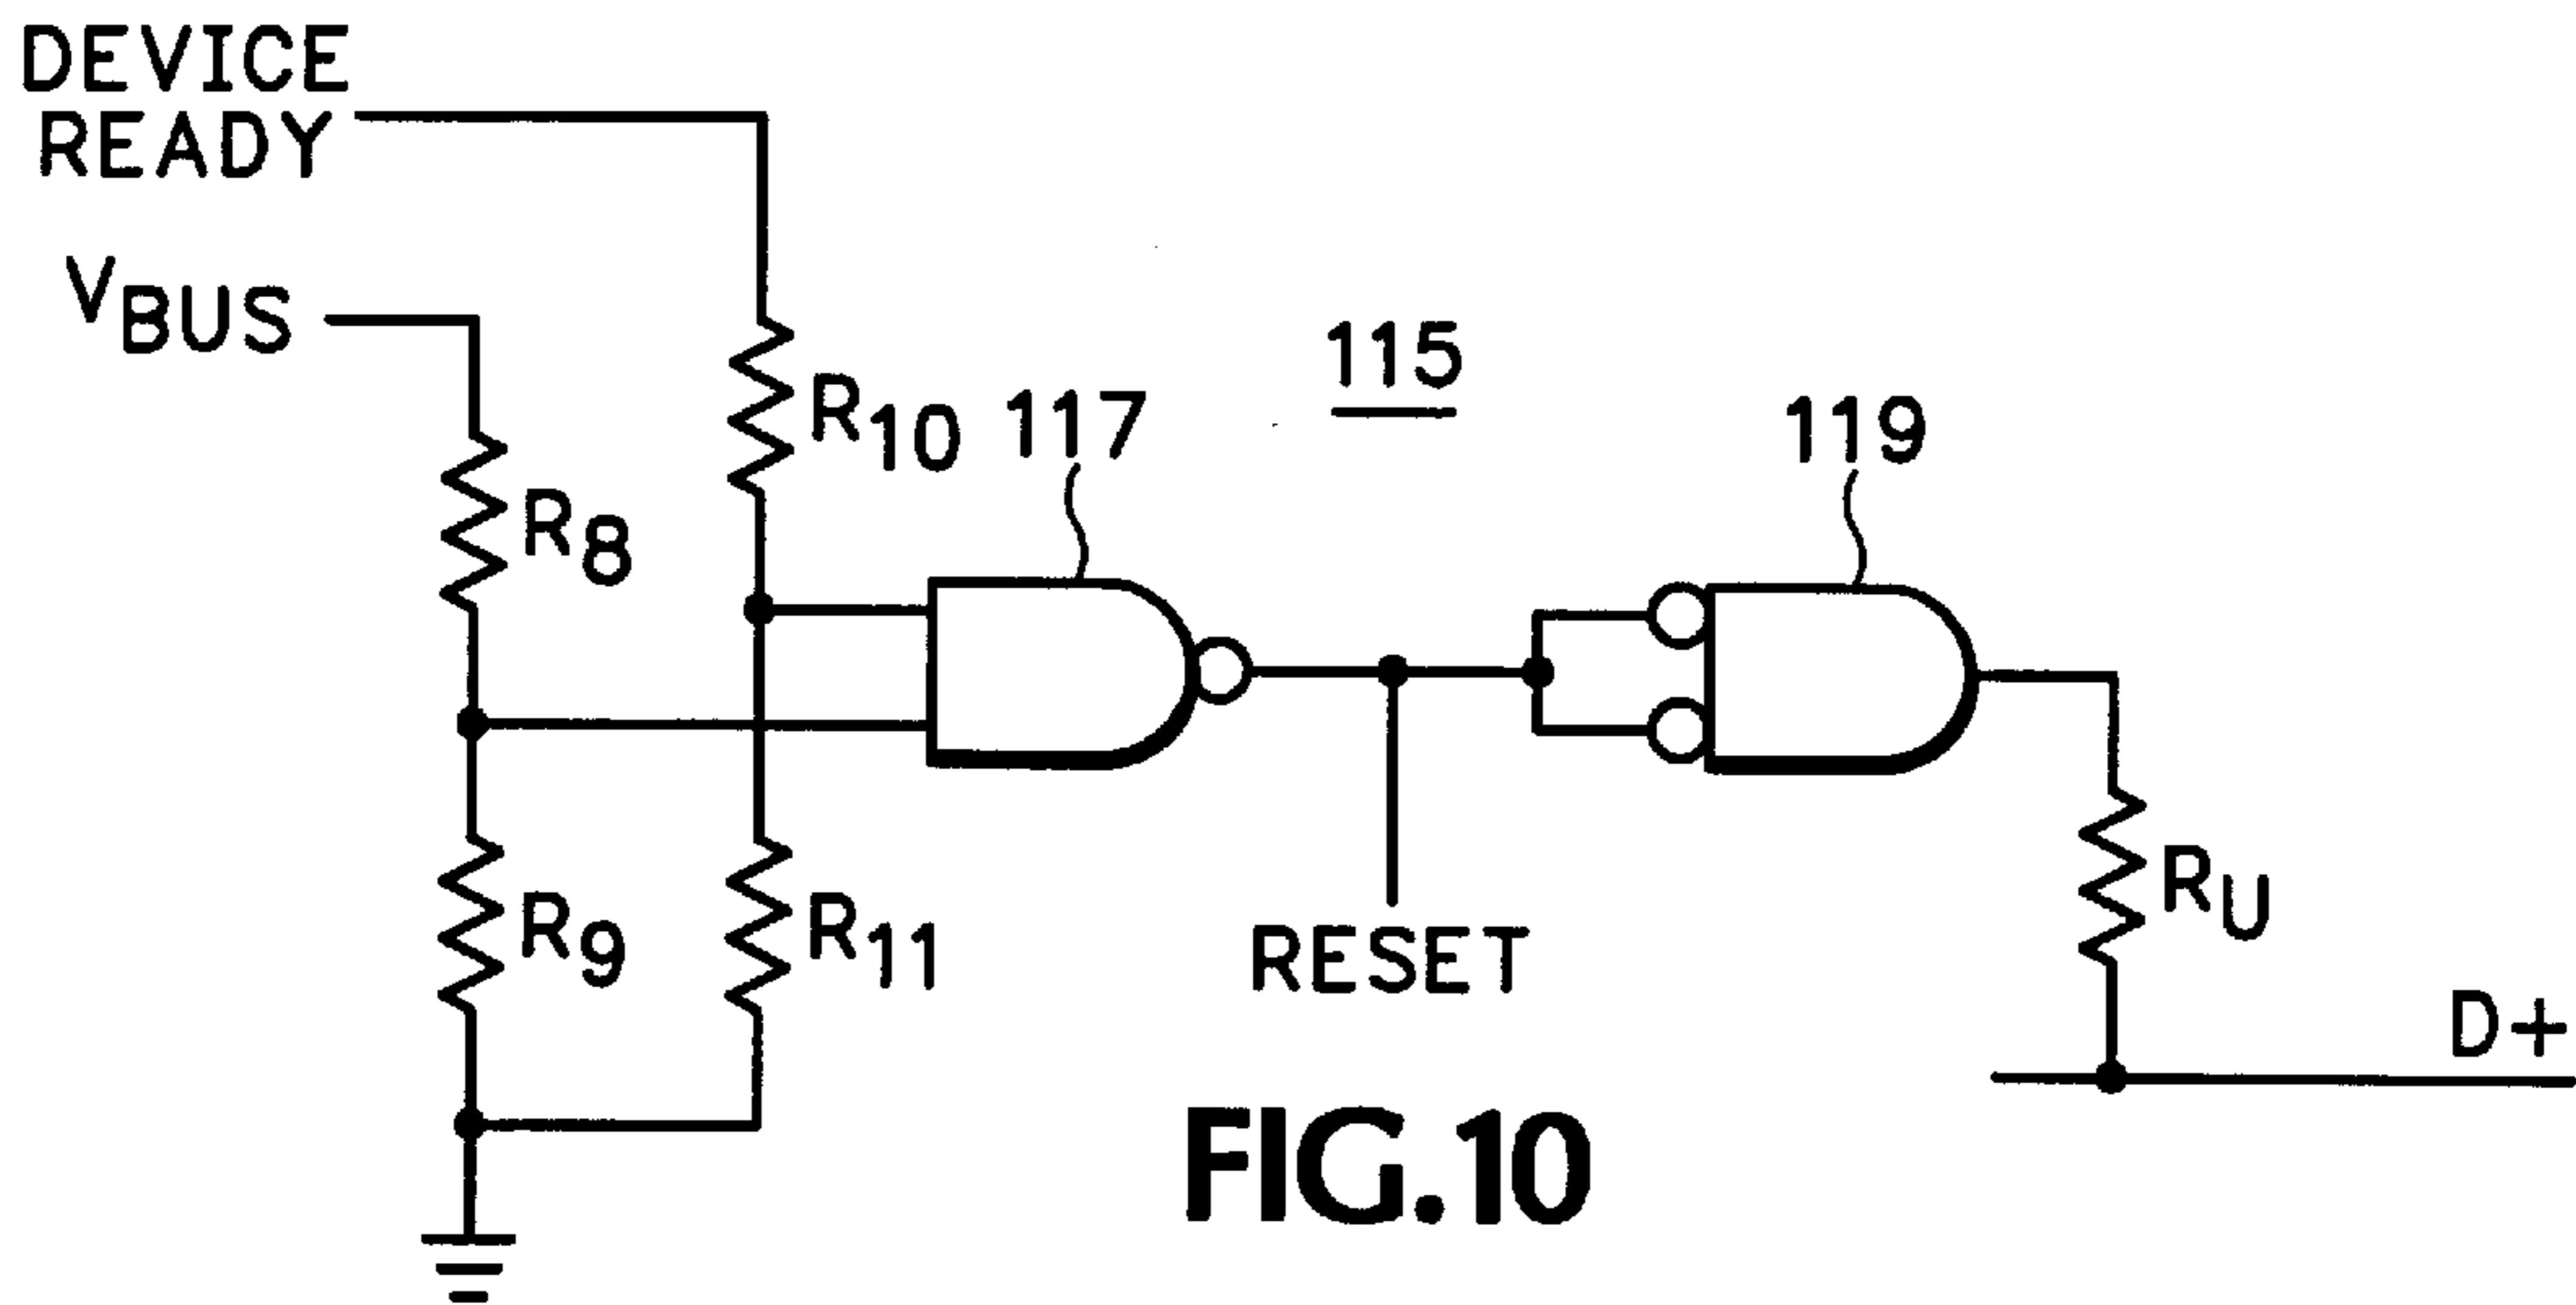 DEVICE
READY
VBUS
R10
117
115
119
R8
RU
R9
R11
RESET
D+
FIG.10